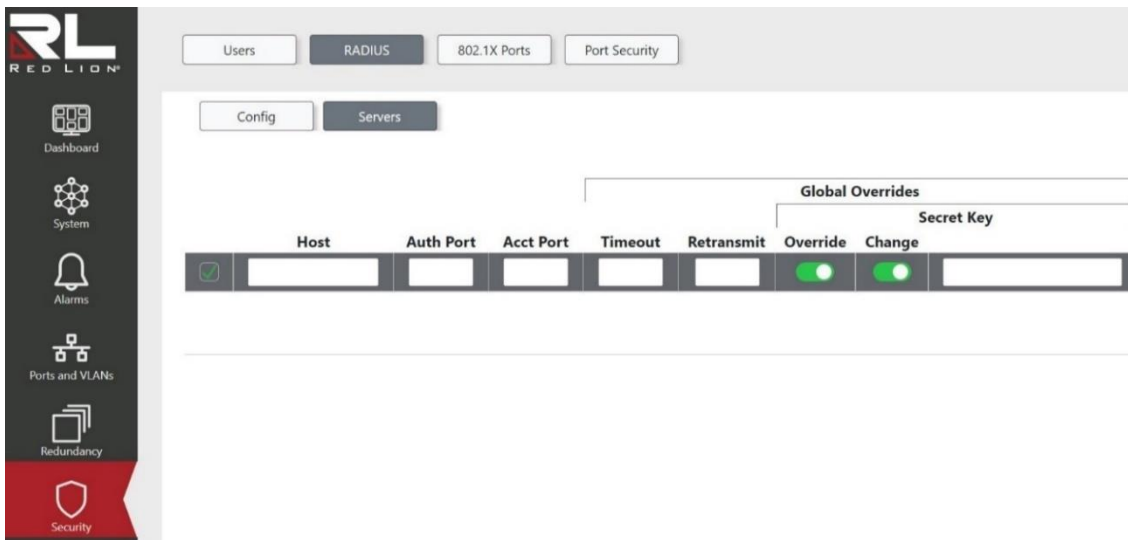 RL
RED LION®
Dashboard
System
Alarms
Ports and VLANs
Redundancy
Security
Users RADIUS 802.1X Ports Port Security
Config Servers
Global Overrides
Secret Key
Host Auth Port Acct Port Timeout Retransmit Override Change